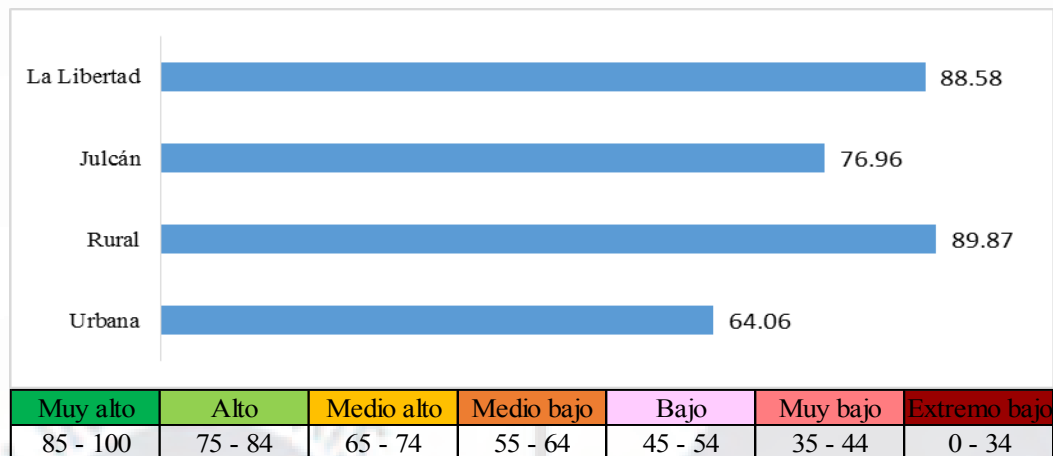 La Libertad 88.58
Julcán 76.96
Rural 89.87
Urbana 64.06
Muy alto Alto Medio alto Medio bajo Bajo Muy bajo Extremo bajo
85 - 100 75 - 84 65 - 74 55 - 64 45 - 54 35 - 44 0 - 34